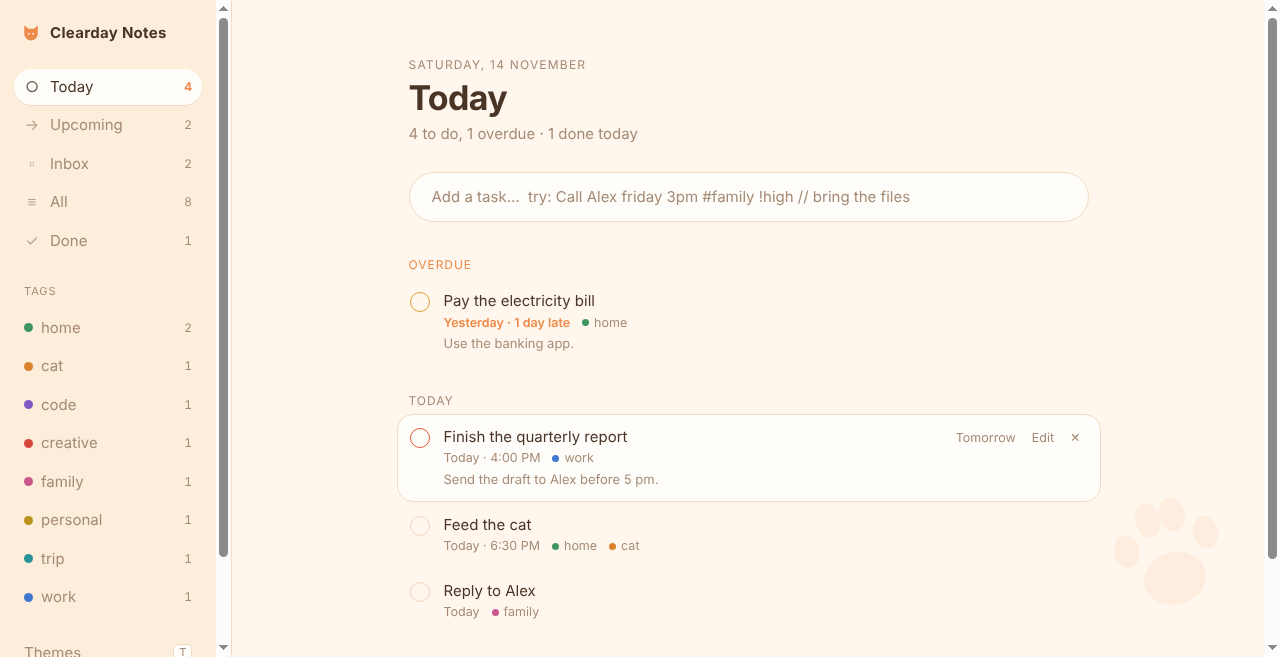 Clearday Notes
Today 4
Upcoming 2
Inbox 2
All 8
Done 1
TAGS
home 2
cat 1
code 1
creative 1
family 1
personal 1
trip 1
work 1
Themes T
SATURDAY, 14 NOVEMBER
Today
4 to do, 1 overdue · 1 done today
Add a task... try: Call Alex friday 3pm #family !high // bring the files
OVERDUE
Pay the electricity bill
Yesterday · 1 day late home
Use the banking app.
TODAY
Finish the quarterly report Tomorrow Edit ×
Today · 4:00 PM work
Send the draft to Alex before 5 pm.
Feed the cat
Today · 6:30 PM home cat
Reply to Alex
Today family